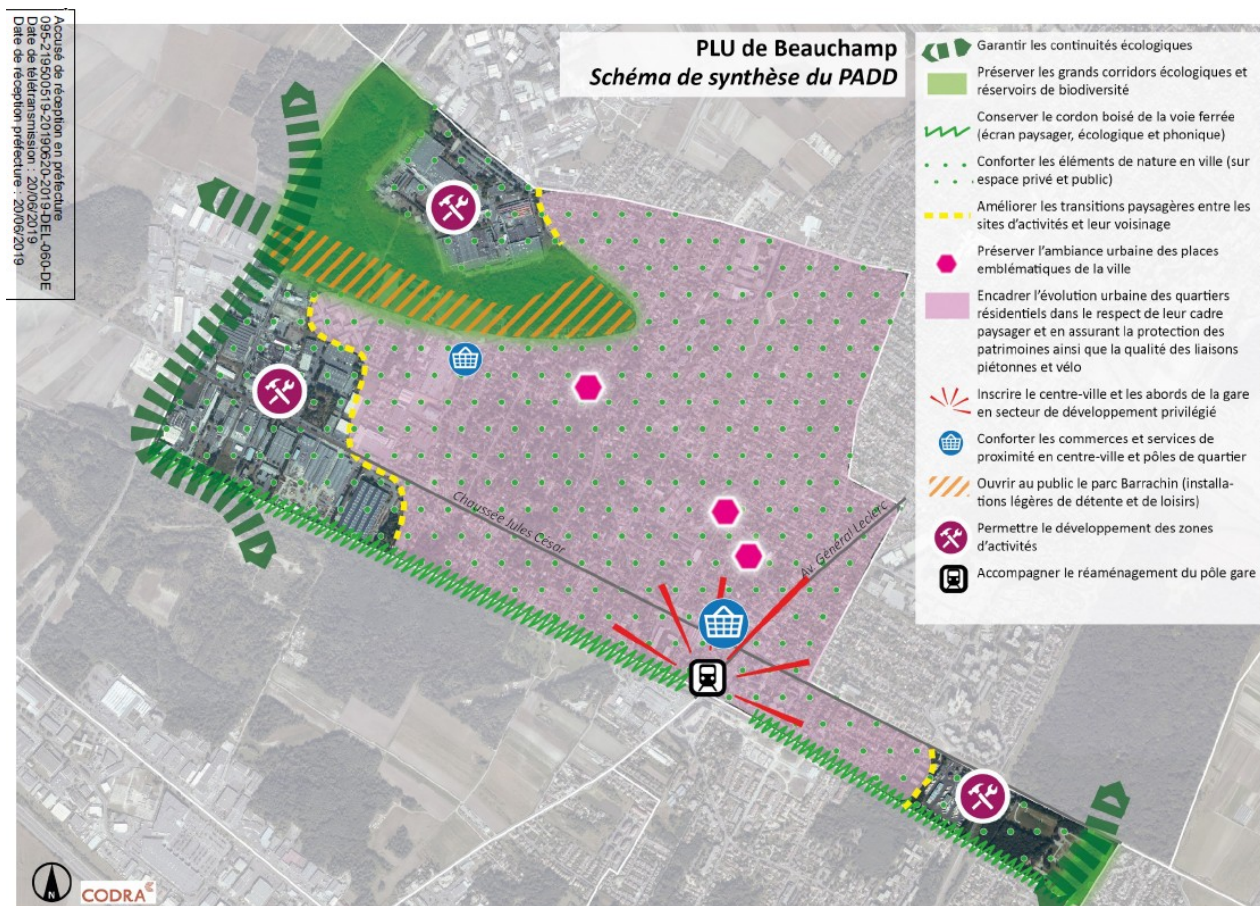 Accusé de réception en préfecture
095-219500519-20190620-2019-DEL-060-DE
Date de télétransmission : 20/06/2019
Date de réception préfecture : 20/06/2019
PLU de Beauchamp
Schéma de synthèse du PADD
Garantir les continuités écologiques
Préserver les grands corridors écologiques et
réservoirs de biodiversité
Conserver le cordon boisé de la voie ferrée
(écran paysager, écologique et phonique)
Conforter les éléments de nature en ville (sur
espace privé et public)
Améliorer les transitions paysagères entre les
sites d'activités et leur voisinage
Préserver l'ambiance urbaine des places
emblématiques de la ville
Encadrer l'évolution urbaine des quartiers
résidentiels dans le respect de leur cadre
paysager et en assurant la protection des
patrimoines ainsi que la qualité des liaisons
piétonnes et vélo
Inscrire le centre-ville et les abords de la gare
en secteur de développement privilégié
Conforter les commerces et services de
proximité en centre-ville et pôles de quartier
Ouvrir au public le parc Barrachin (installa-
tions légères de détente et de loisirs)
Permettre le développement des zones
d'activités
Accompagner le réaménagement du pôle gare
Chaussée Jules César
Av. Général Leclerc
N
CODRA